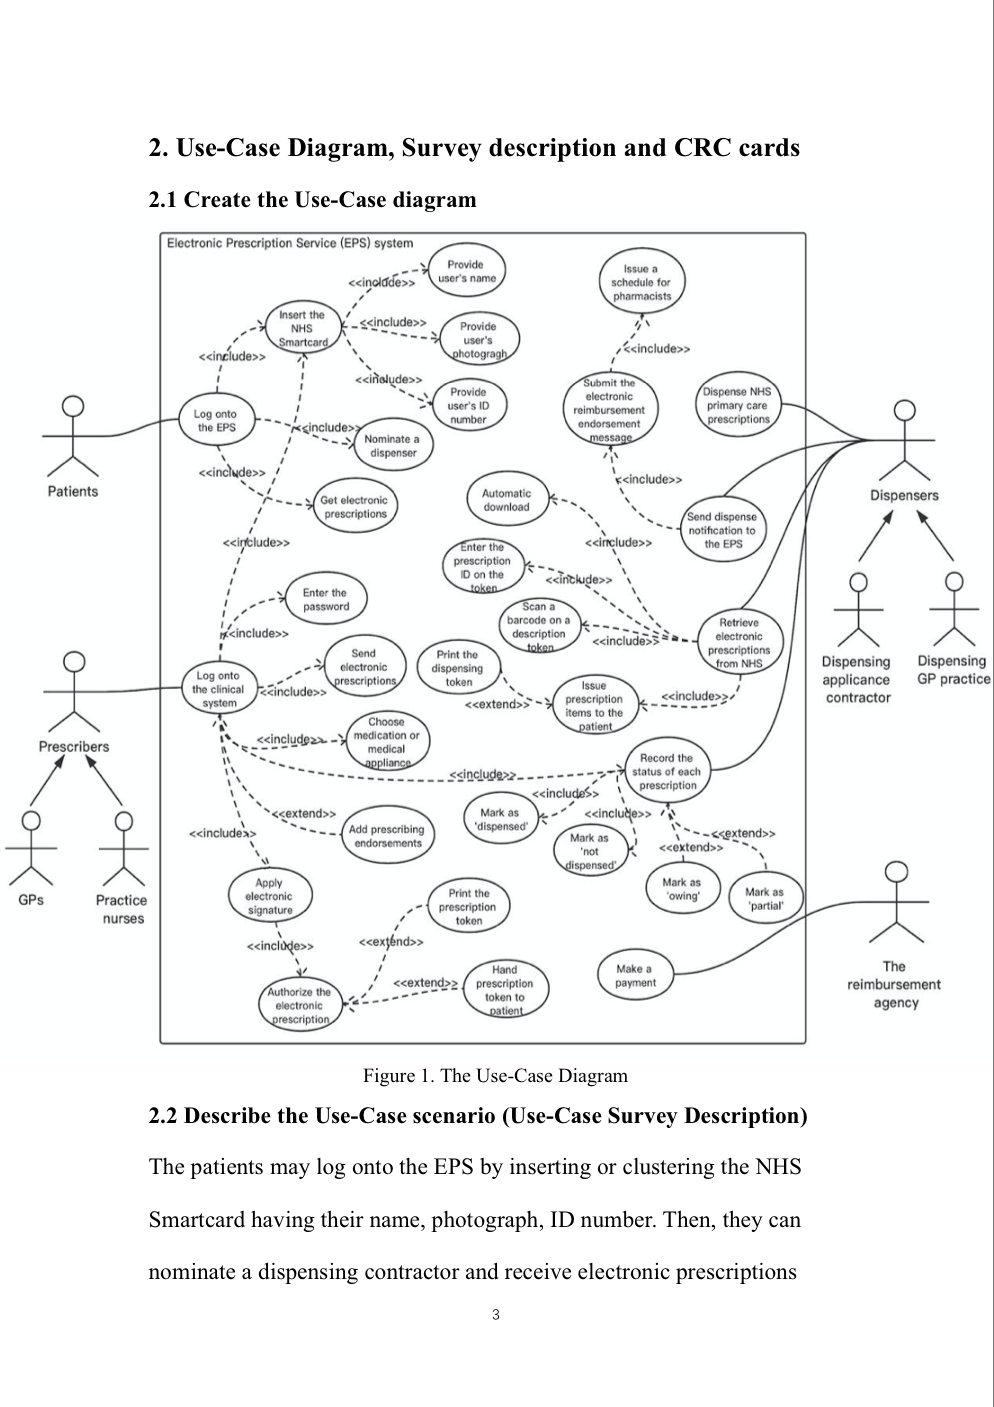 2. Use-Case Diagram, Survey description and CRC cards
2.1 Create the Use-Case diagram
Electronic Prescription Service (EPS) system
Provide
user's name
<<include>>
Issue a
schedule for
pharmacists
Insert the
NHS
Smartcard
<<include>>
Provide
user's
photogragh
<<include>>
<<include>>
<<include>>
Provide
user's ID
number
Submit the
electronic
reimbursement
endorsement
message
Dispense NHS
primary care
prescriptions
Patients
Log onto
the EPS
<<include>>
Nominate a
dispenser
<<include>>
<<include>>
Get electronic
prescriptions
Automatic
download
Send dispense
notification to
the EPS
Dispensers
<<include>>
<<include>>
Enter the
prescription
ID on the
token
<<include>>
Enter the
password
Scan a
barcode on a
description
token
<<include>>
Retrieve
electronic
prescriptions
from NHS
Dispensing
applicance
contractor
Dispensing
GP practice
<<include>>
Send
electronic
prescriptions
Print the
dispensing
token
Log onto
the clinical
system
<<include>>
<<extend>>
Issue
prescription
items to the
patient
<<include>>
Prescribers
Choose
medication or
medical
appliance
<<include>>
<<include>>
Record the
status of each
prescription
<<include>>
Mark as
'dispensed'
<<include>>
<<extend>>
<<include>>
<<extend>>
<<extend>>
Add prescribing
endorsements
Mark as
'not
dispensed'
Mark as
'owing'
Mark as
'partial'
GPs
Practice
nurses
Apply
electronic
signature
Print the
prescription
token
<<include>>
<<extend>>
Authorize the
electronic
prescription
<<extend>>
Hand
prescription
token to
patient
Make a
payment
The
reimbursement
agency
Figure 1. The Use-Case Diagram
2.2 Describe the Use-Case scenario (Use-Case Survey Description)
The patients may log onto the EPS by inserting or clustering the NHS
Smartcard having their name, photograph, ID number. Then, they can
nominate a dispensing contractor and receive electronic prescriptions
3